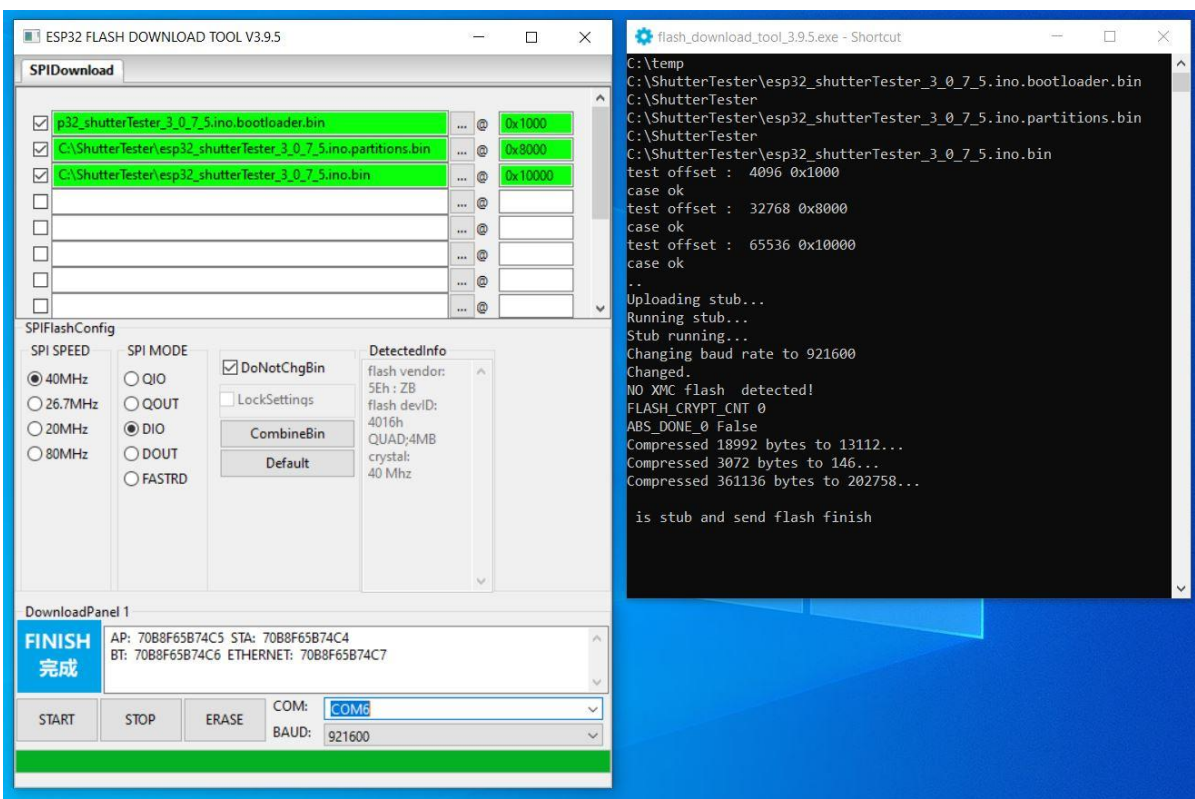 ESP32 FLASH DOWNLOAD TOOL V3.9.5
SPIDownload
p32_shutterTester_3_0_7_5.ino.bootloader.bin ... @ 0x1000
C:\ShutterTester\esp32_shutterTester_3_0_7_5.ino.partitions.bin ... @ 0x8000
C:\ShutterTester\esp32_shutterTester_3_0_7_5.ino.bin ... @ 0x10000
... @
... @
... @
... @
... @
SPIFlashConfig
SPI SPEED
40MHz
26.7MHz
20MHz
80MHz
SPI MODE
QIO
QOUT
DIO
DOUT
FASTRD
DoNotChgBin
LockSettings
CombineBin
Default
DetectedInfo
flash vendor:
5Eh : ZB
flash devID:
4016h
QUAD;4MB
crystal:
40 Mhz
DownloadPanel 1
FINISH
完成
AP: 70B8F65B74C5 STA: 70B8F65B74C4
BT: 70B8F65B74C6 ETHERNET: 70B8F65B74C7
START
STOP
ERASE
COM: COM6
BAUD: 921600
flash_download_tool_3.9.5.exe - Shortcut
C:\temp
C:\ShutterTester\esp32_shutterTester_3_0_7_5.ino.bootloader.bin
C:\ShutterTester
C:\ShutterTester\esp32_shutterTester_3_0_7_5.ino.partitions.bin
C:\ShutterTester
C:\ShutterTester\esp32_shutterTester_3_0_7_5.ino.bin
test offset :  4096 0x1000
case ok
test offset :  32768 0x8000
case ok
test offset :  65536 0x10000
case ok
..
Uploading stub...
Running stub...
Stub running...
Changing baud rate to 921600
Changed.
NO XMC flash  detected!
FLASH_CRYPT_CNT 0
ABS_DONE_0 False
Compressed 18992 bytes to 13112...
Compressed 3072 bytes to 146...
Compressed 361136 bytes to 202758...
is stub and send flash finish